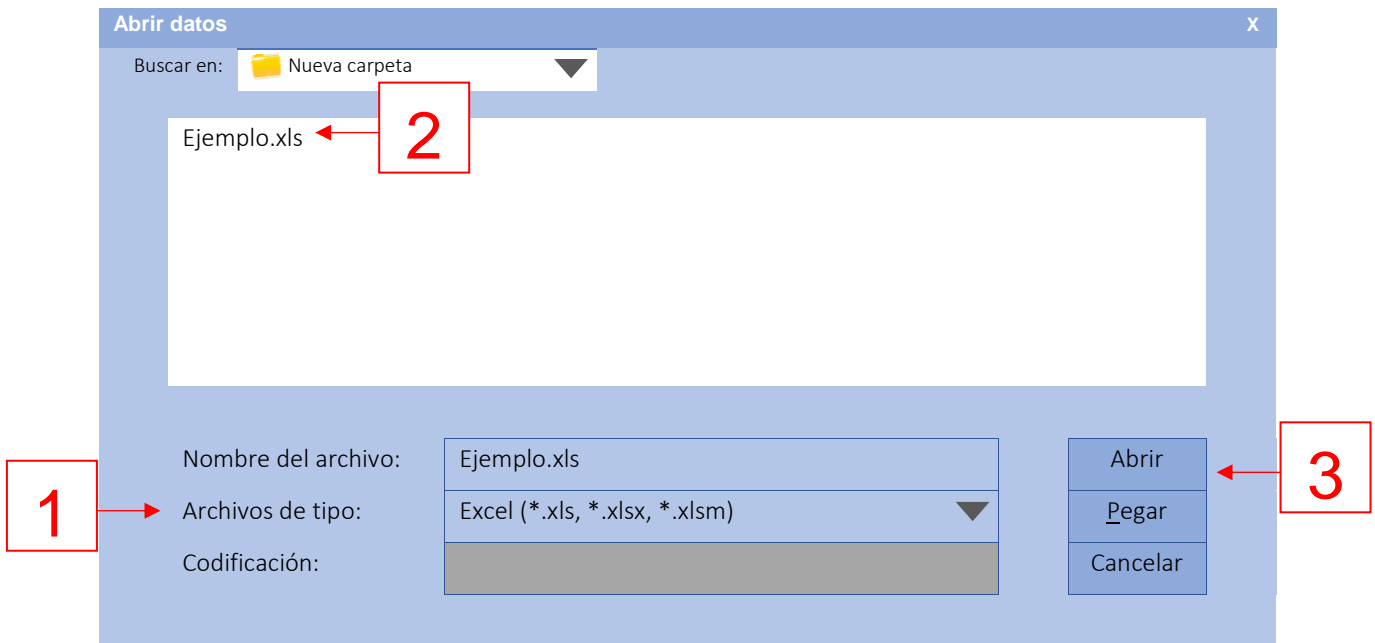 Abrir datos X
Buscar en: Nueva carpeta
2
Ejemplo.xls
Nombre del archivo: Ejemplo.xls Abrir
3
1
Archivos de tipo: Excel (*.xls, *.xlsx, *.xlsm) Pegar
Codificación: Cancelar